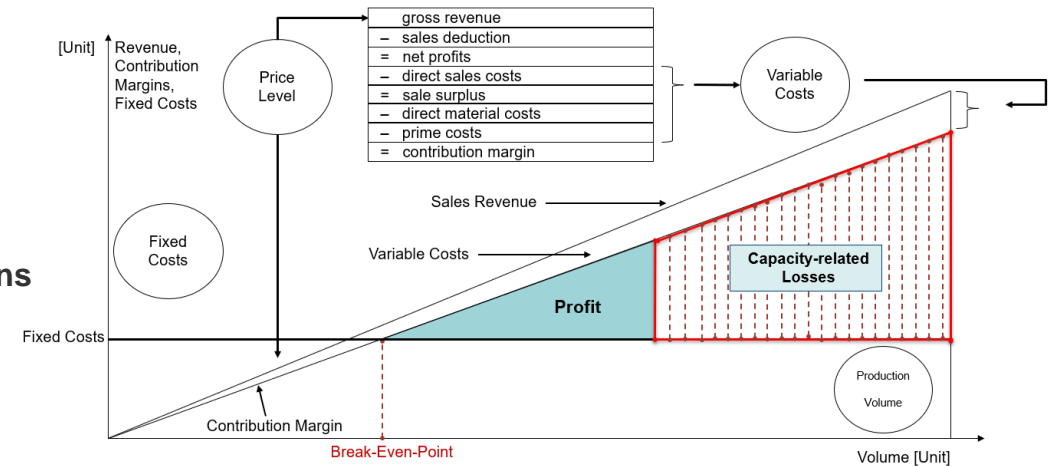 [Unit]
Revenue,
Contribution
Margins,
Fixed Costs
Price
Level
gross revenue
– sales deduction
= net profits
– direct sales costs
= sale surplus
– direct material costs
– prime costs
= contribution margin
Variable
Costs
Sales Revenue
Fixed
Costs
Variable Costs
Capacity-related
Losses
ns
Profit
Fixed Costs
Production
Volume
Contribution Margin
Break-Even-Point
Volume [Unit]